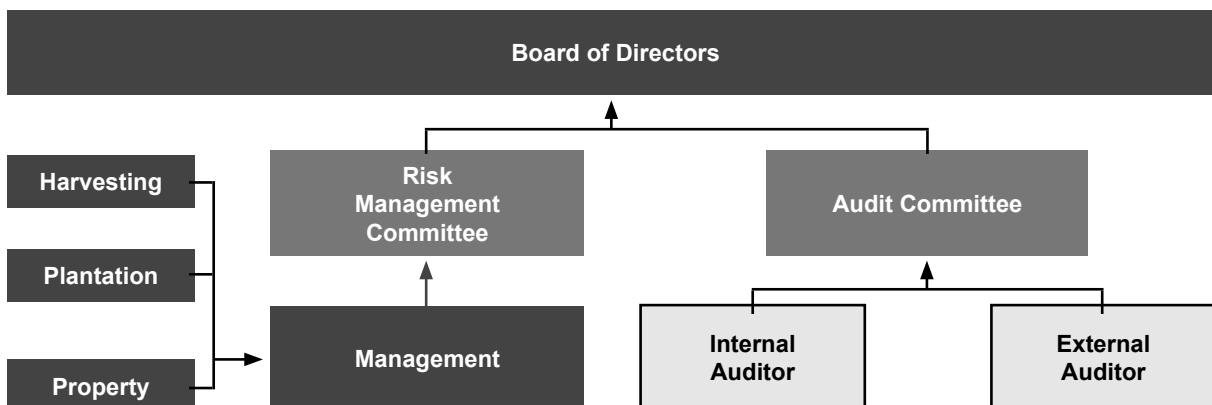 Board of Directors
Harvesting
Risk
Management
Committee
Audit Committee
Plantation
Management
Internal
Auditor
External
Auditor
Property